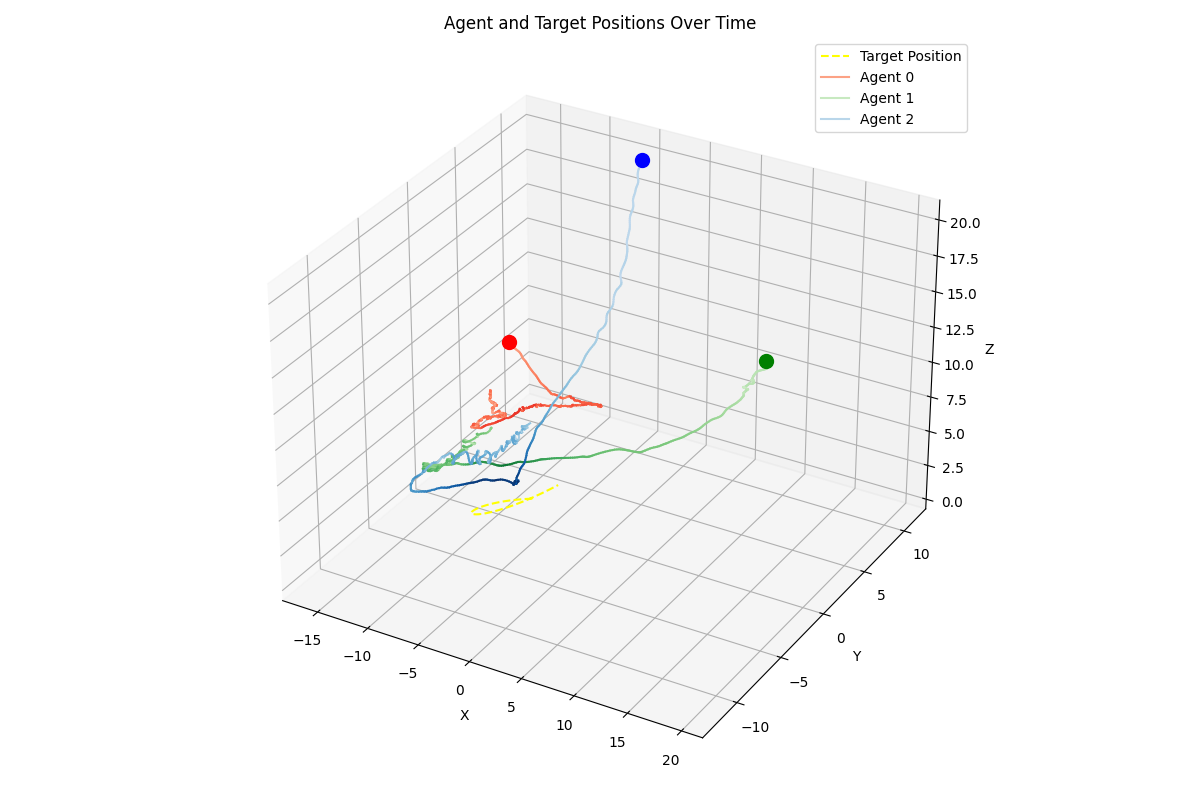 Agent and Target Positions Over Time
Target Position
Agent 0
Agent 1
Agent 2
20.0
17.5
15.0
12.5
10.0
7.5
5.0
2.5
0.0
Z
10
5
0
−5
−10
Y
−15
−10
−5
0
5
10
15
20
X